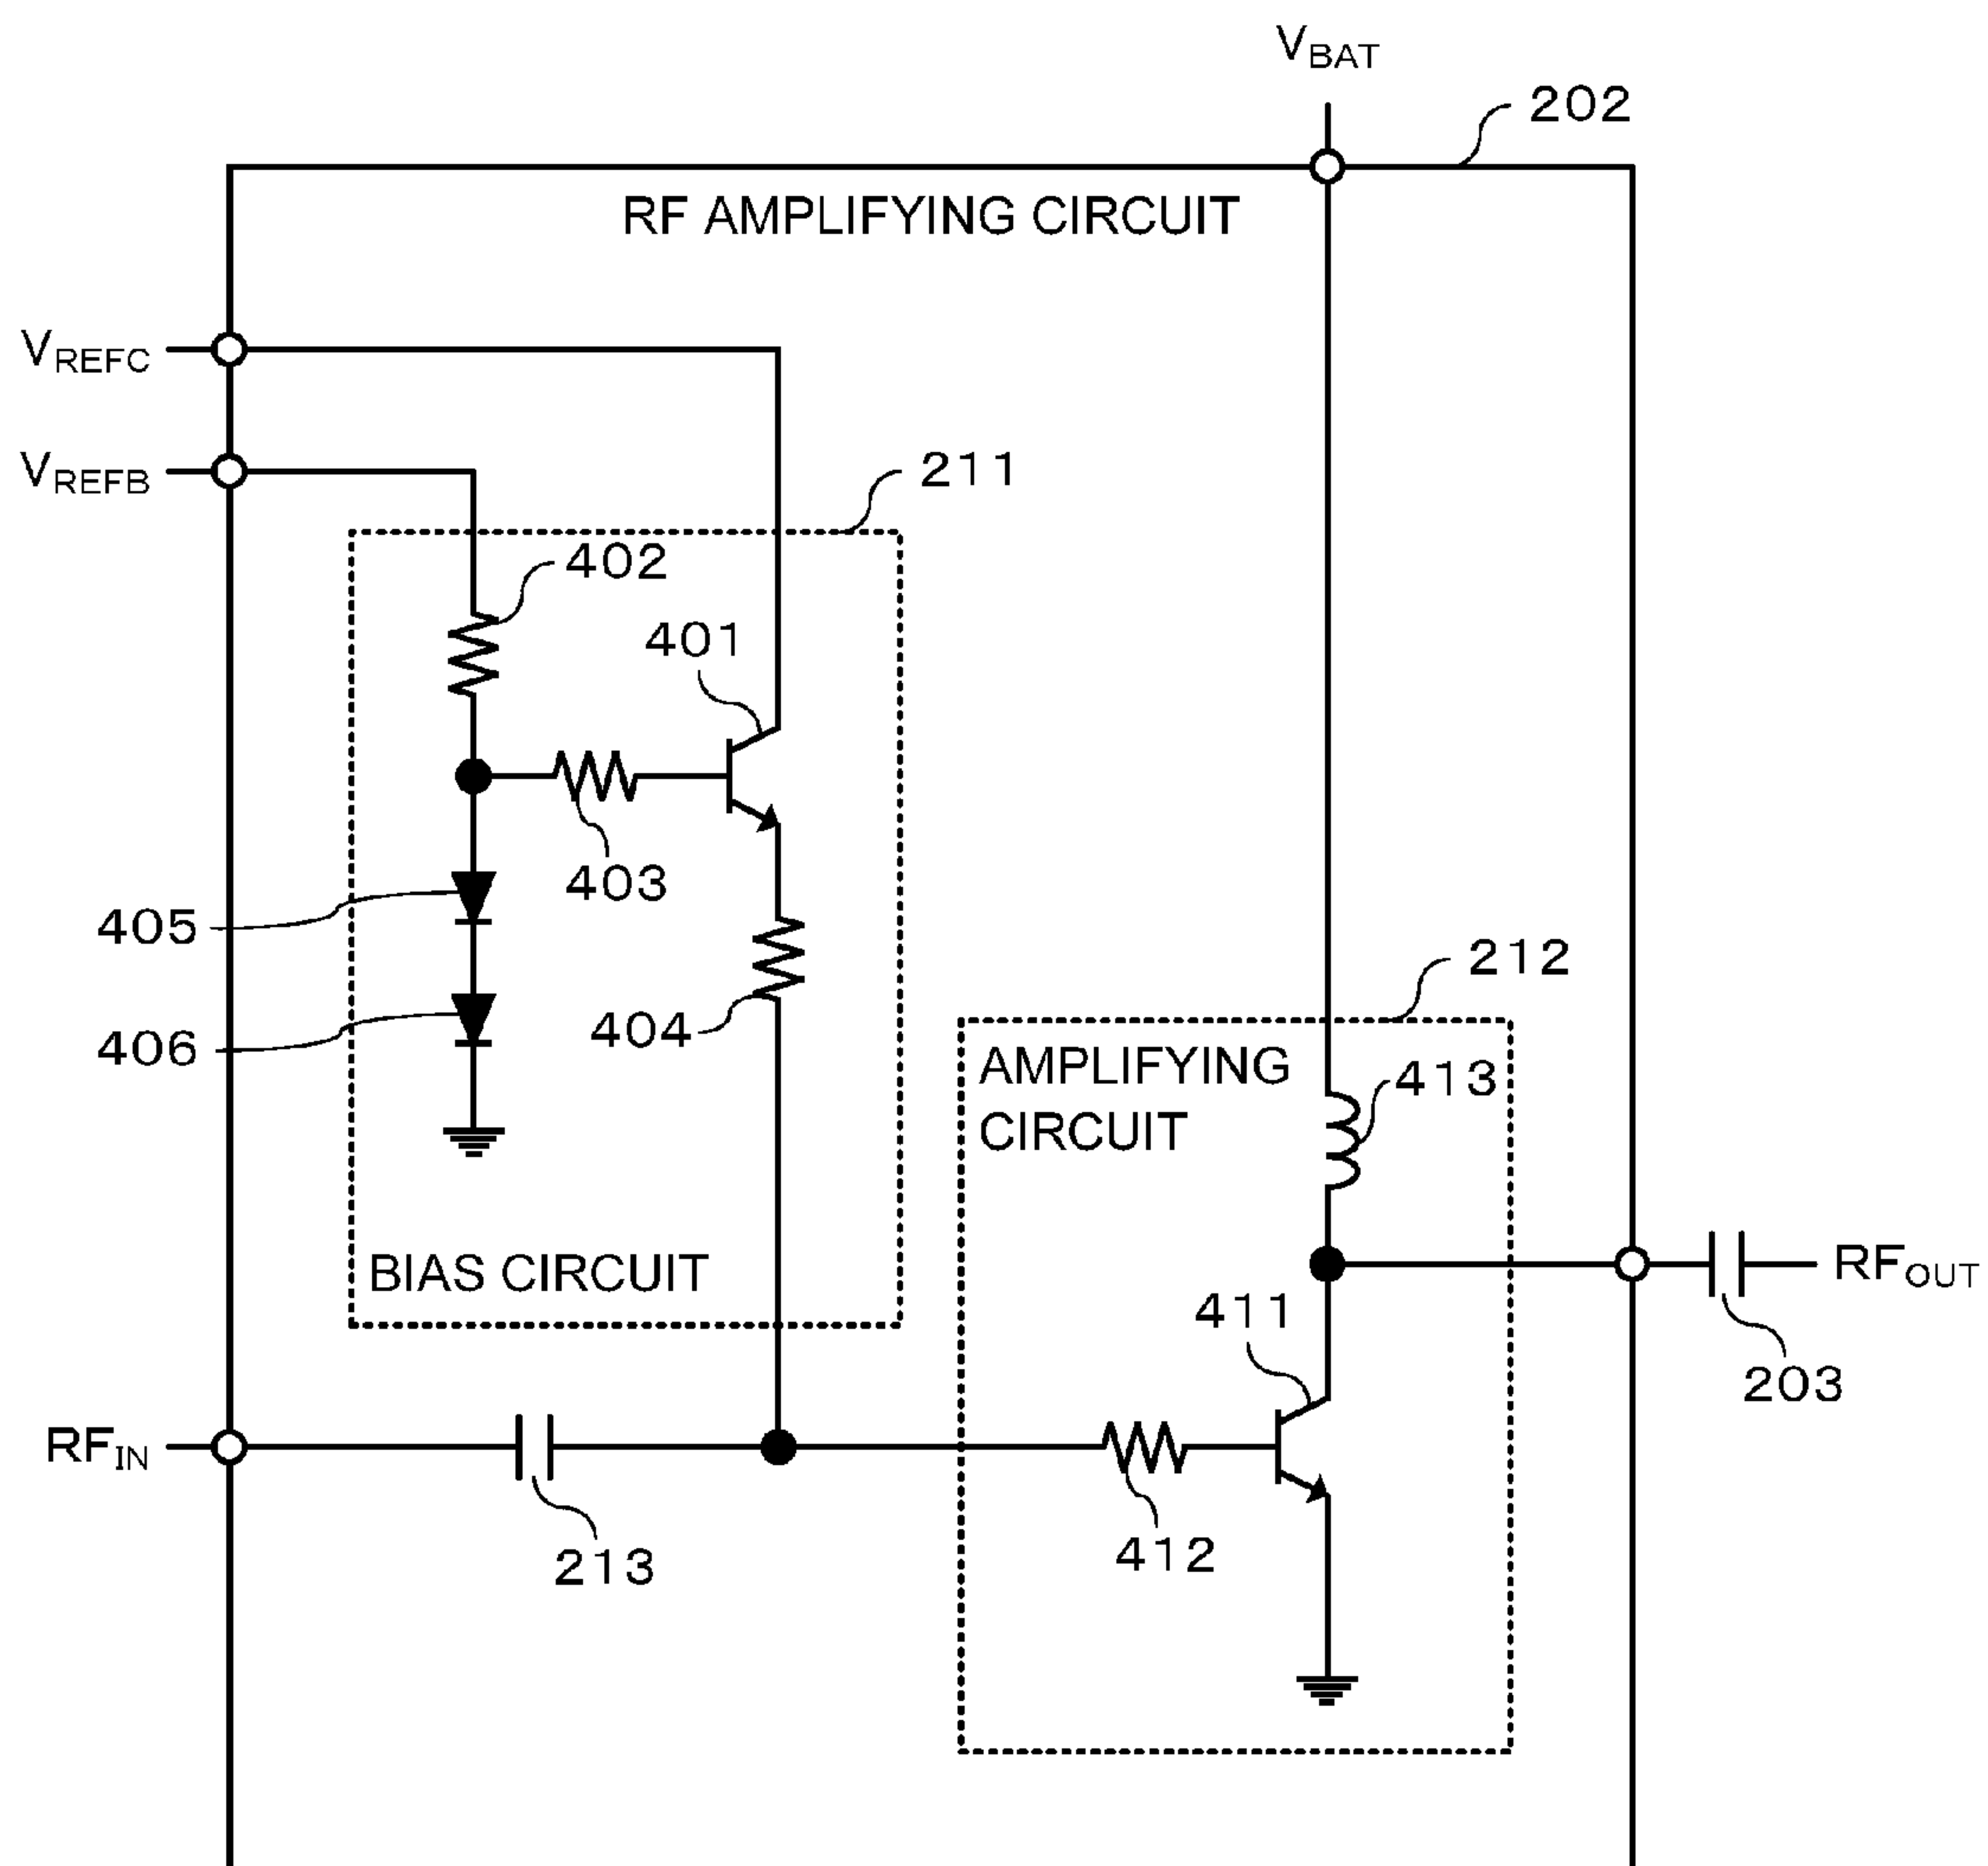 VBAT
202
RF AMPLIFYING CIRCUIT
VREFC
VREFB
211
402
401
403
405
404
406
212
AMPLIFYING
CIRCUIT
413
BIAS CIRCUIT
RFOUT
411
203
RFIN
412
213